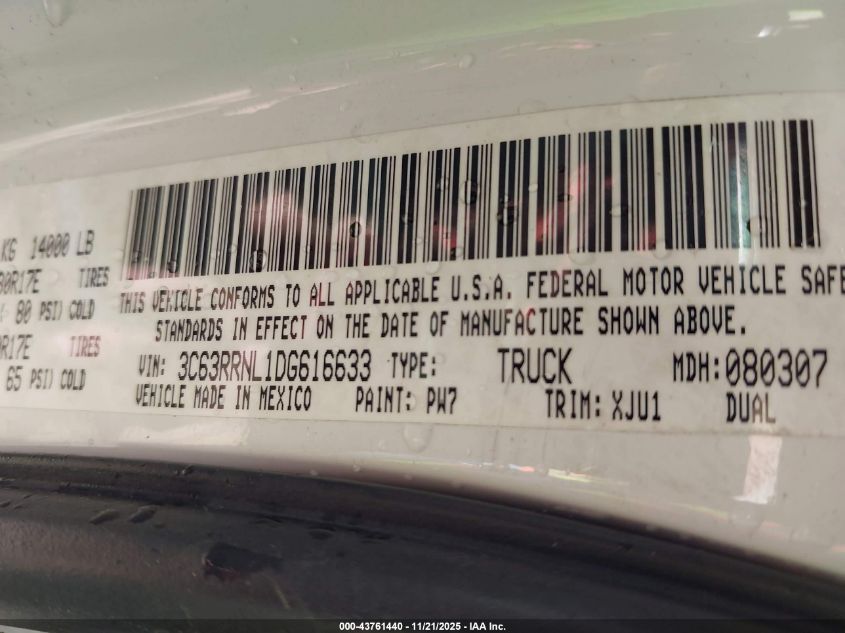 KG 14000 LB
80R17E TIRES
80 PSI) COLD
0R17E TIRES
65 PSI) COLD
THIS VEHICLE CONFORMS TO ALL APPLICABLE U.S.A. FEDERAL MOTOR VEHICLE SAFE
STANDARDS IN EFFECT ON THE DATE OF MANUFACTURE SHOWN ABOVE.
VIN: 3C63RRNL1DG616633 TYPE: TRUCK MDH:080307
VEHICLE MADE IN MEXICO PAINT: PW7 TRIM: XJU1 DUAL
000-43761440 - 11/21/2025 - IAA Inc.